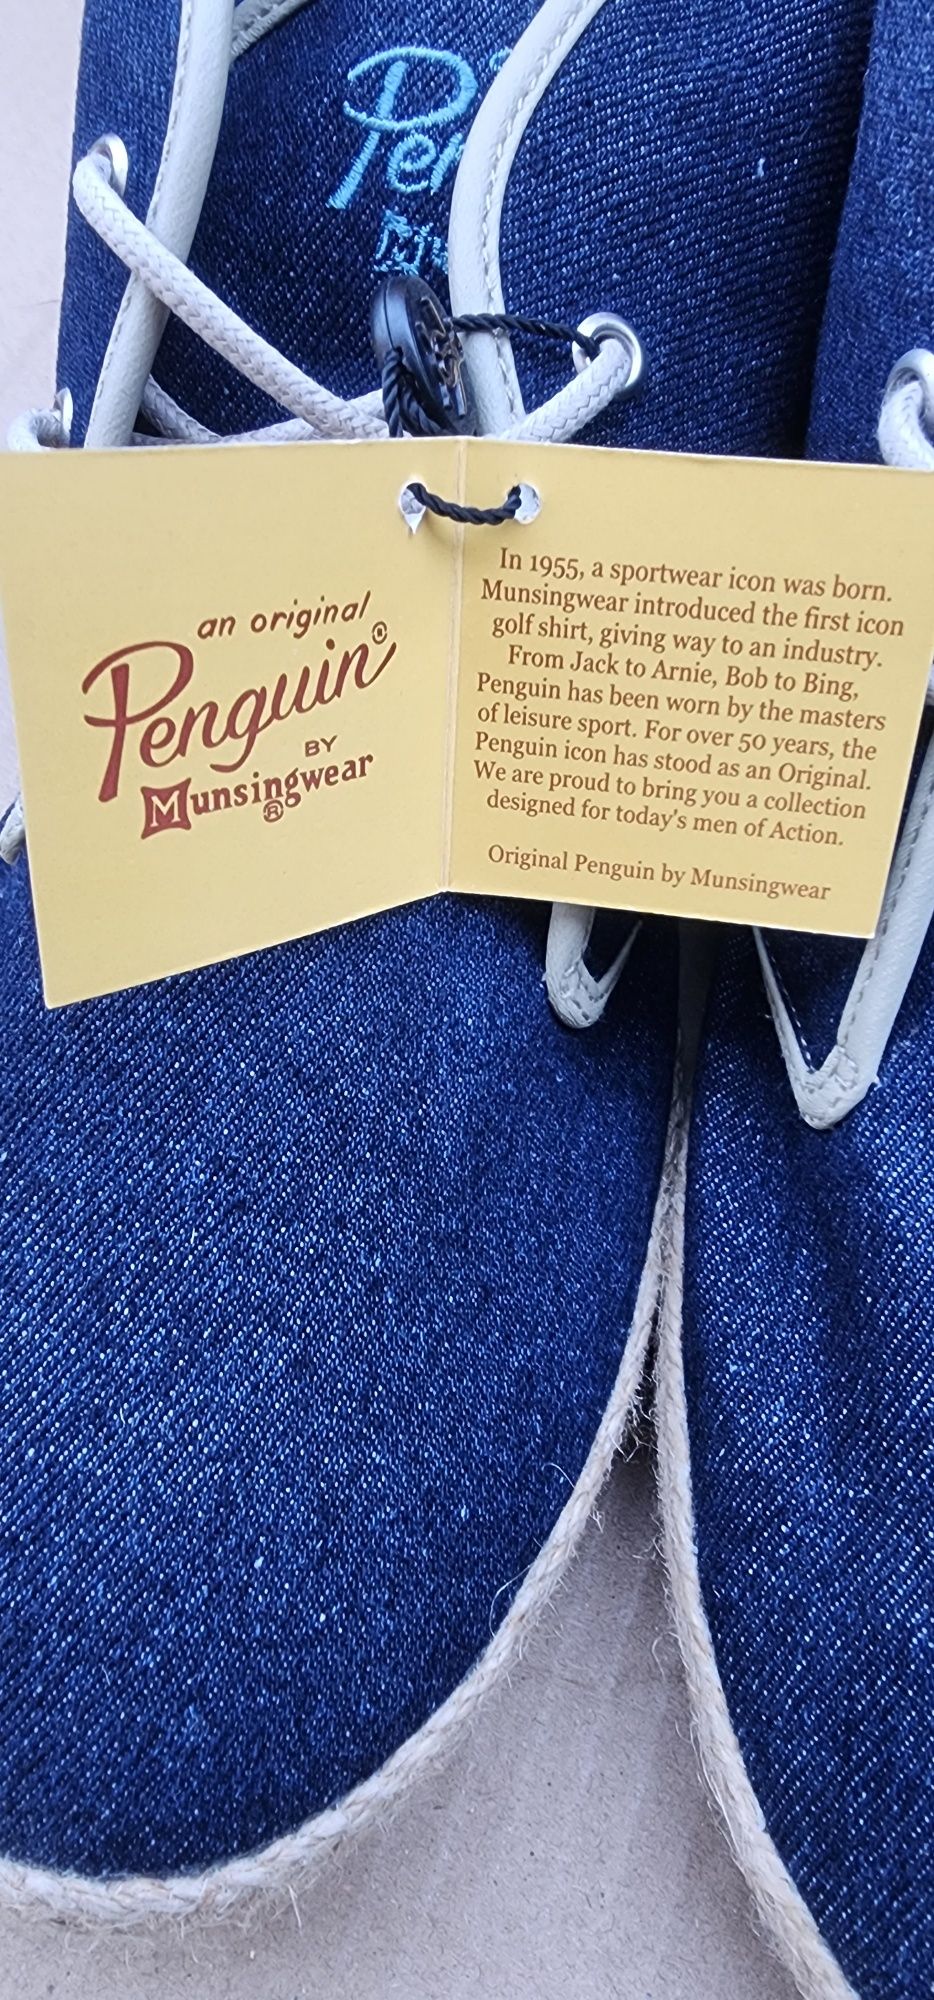 an original
Penguin®
BY
Munsingwear
®
In 1955, a sportwear icon was born.
Munsingwear introduced the first icon
golf shirt, giving way to an industry.
From Jack to Arnie, Bob to Bing,
Penguin has been worn by the masters
of leisure sport. For over 50 years, the
Penguin icon has stood as an Original.
We are proud to bring you a collection
designed for today's men of Action.
Original Penguin by Munsingwear